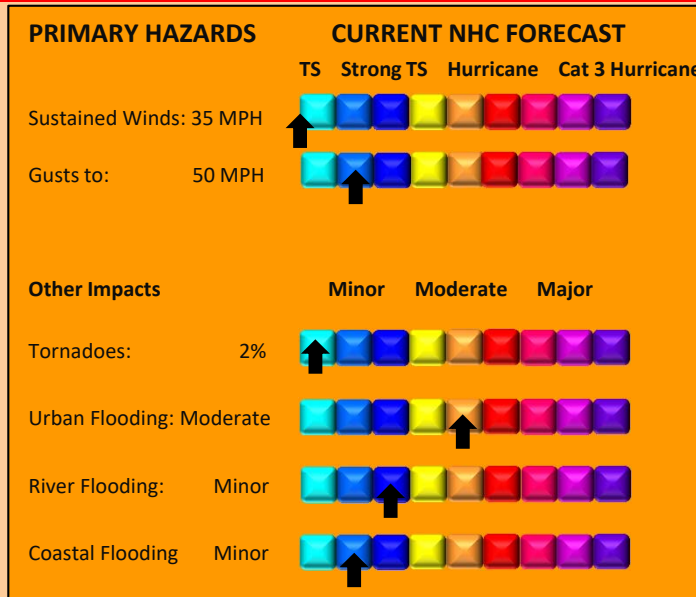 PRIMARY HAZARDS CURRENT NHC FORECAST
TS Strong TS Hurricane Cat 3 Hurricane
Sustained Winds: 35 MPH
Gusts to: 50 MPH
Other Impacts Minor Moderate Major
Tornadoes: 2%
Urban Flooding: Moderate
River Flooding: Minor
Coastal Flooding Minor